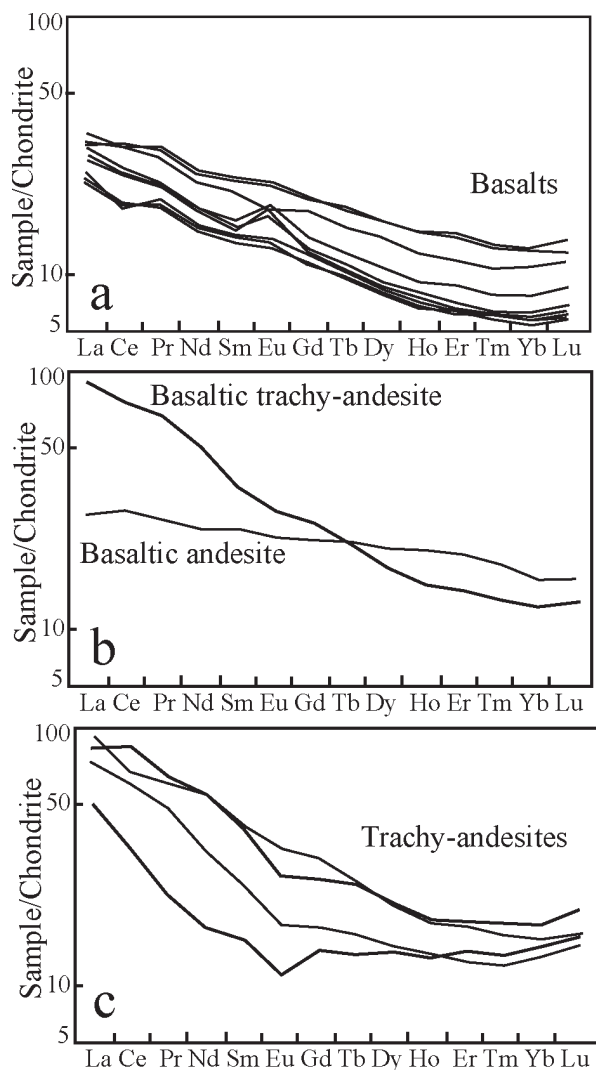 100
50
10
5
Sample/Chondrite
Basalts
a
La Ce Pr Nd Sm Eu Gd Tb Dy Ho Er Tm Yb Lu
100
50
10
5
Sample/Chondrite
Basaltic trachy-andesite
Basaltic andesite
b
La Ce Pr Nd Sm Eu Gd Tb Dy Ho Er Tm Yb Lu
100
50
10
5
Sample/Chondrite
Trachy-andesites
c
La Ce Pr Nd Sm Eu Gd Tb Dy Ho Er Tm Yb Lu